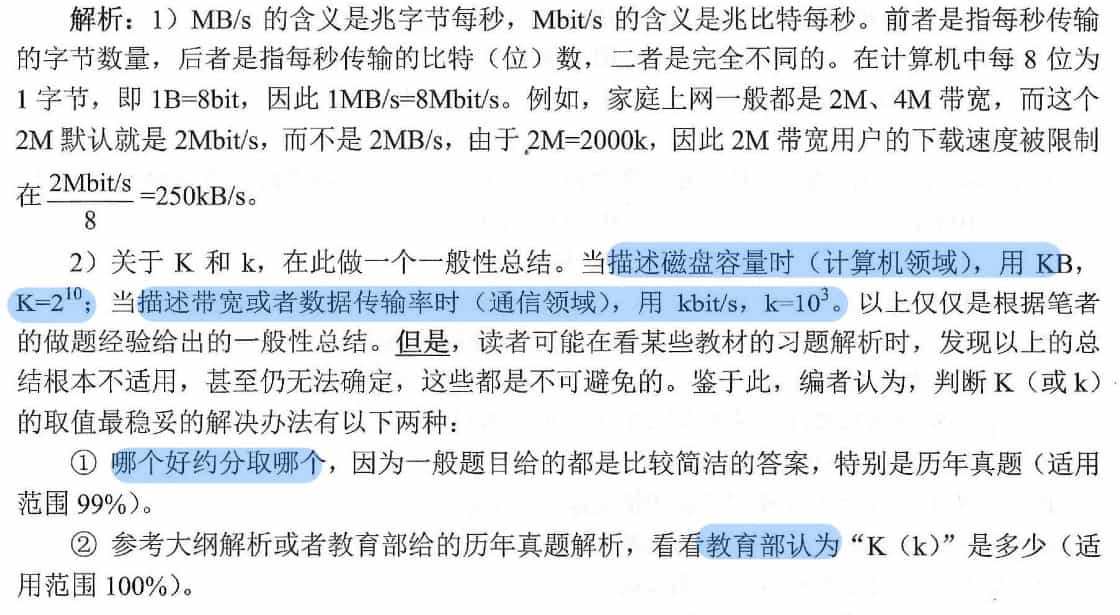 解析：1）MB/s 的含义是兆字节每秒，Mbit/s 的含义是兆比特每秒。前者是指每秒传输
的字节数量，后者是指每秒传输的比特（位）数，二者是完全不同的。在计算机中每 8 位为
1 字节，即 1B=8bit，因此 1MB/s=8Mbit/s。例如，家庭上网一般都是 2M、4M 带宽，而这个
2M 默认就是 2Mbit/s，而不是 2MB/s，由于 2M=2000k，因此 2M 带宽用户的下载速度被限制
在 2Mbit/s / 8 =250kB/s。
2）关于 K 和 k，在此做一个一般性总结。当描述磁盘容量时（计算机领域），用 KB，
K=2¹⁰；当描述带宽或者数据传输率时（通信领域），用 kbit/s，k=10³。以上仅仅是根据笔者
的做题经验给出的一般性总结。但是，读者可能在看某些教材的习题解析时，发现以上的总
结根本不适用，甚至仍无法确定，这些都是不可避免的。鉴于此，编者认为，判断 K（或 k）
的取值最稳妥的解决办法有以下两种：
① 哪个好约分取哪个，因为一般题目给的都是比较简洁的答案，特别是历年真题（适用
范围 99%）。
② 参考大纲解析或者教育部给的历年真题解析，看看教育部认为“K（k）”是多少（适
用范围 100%）。